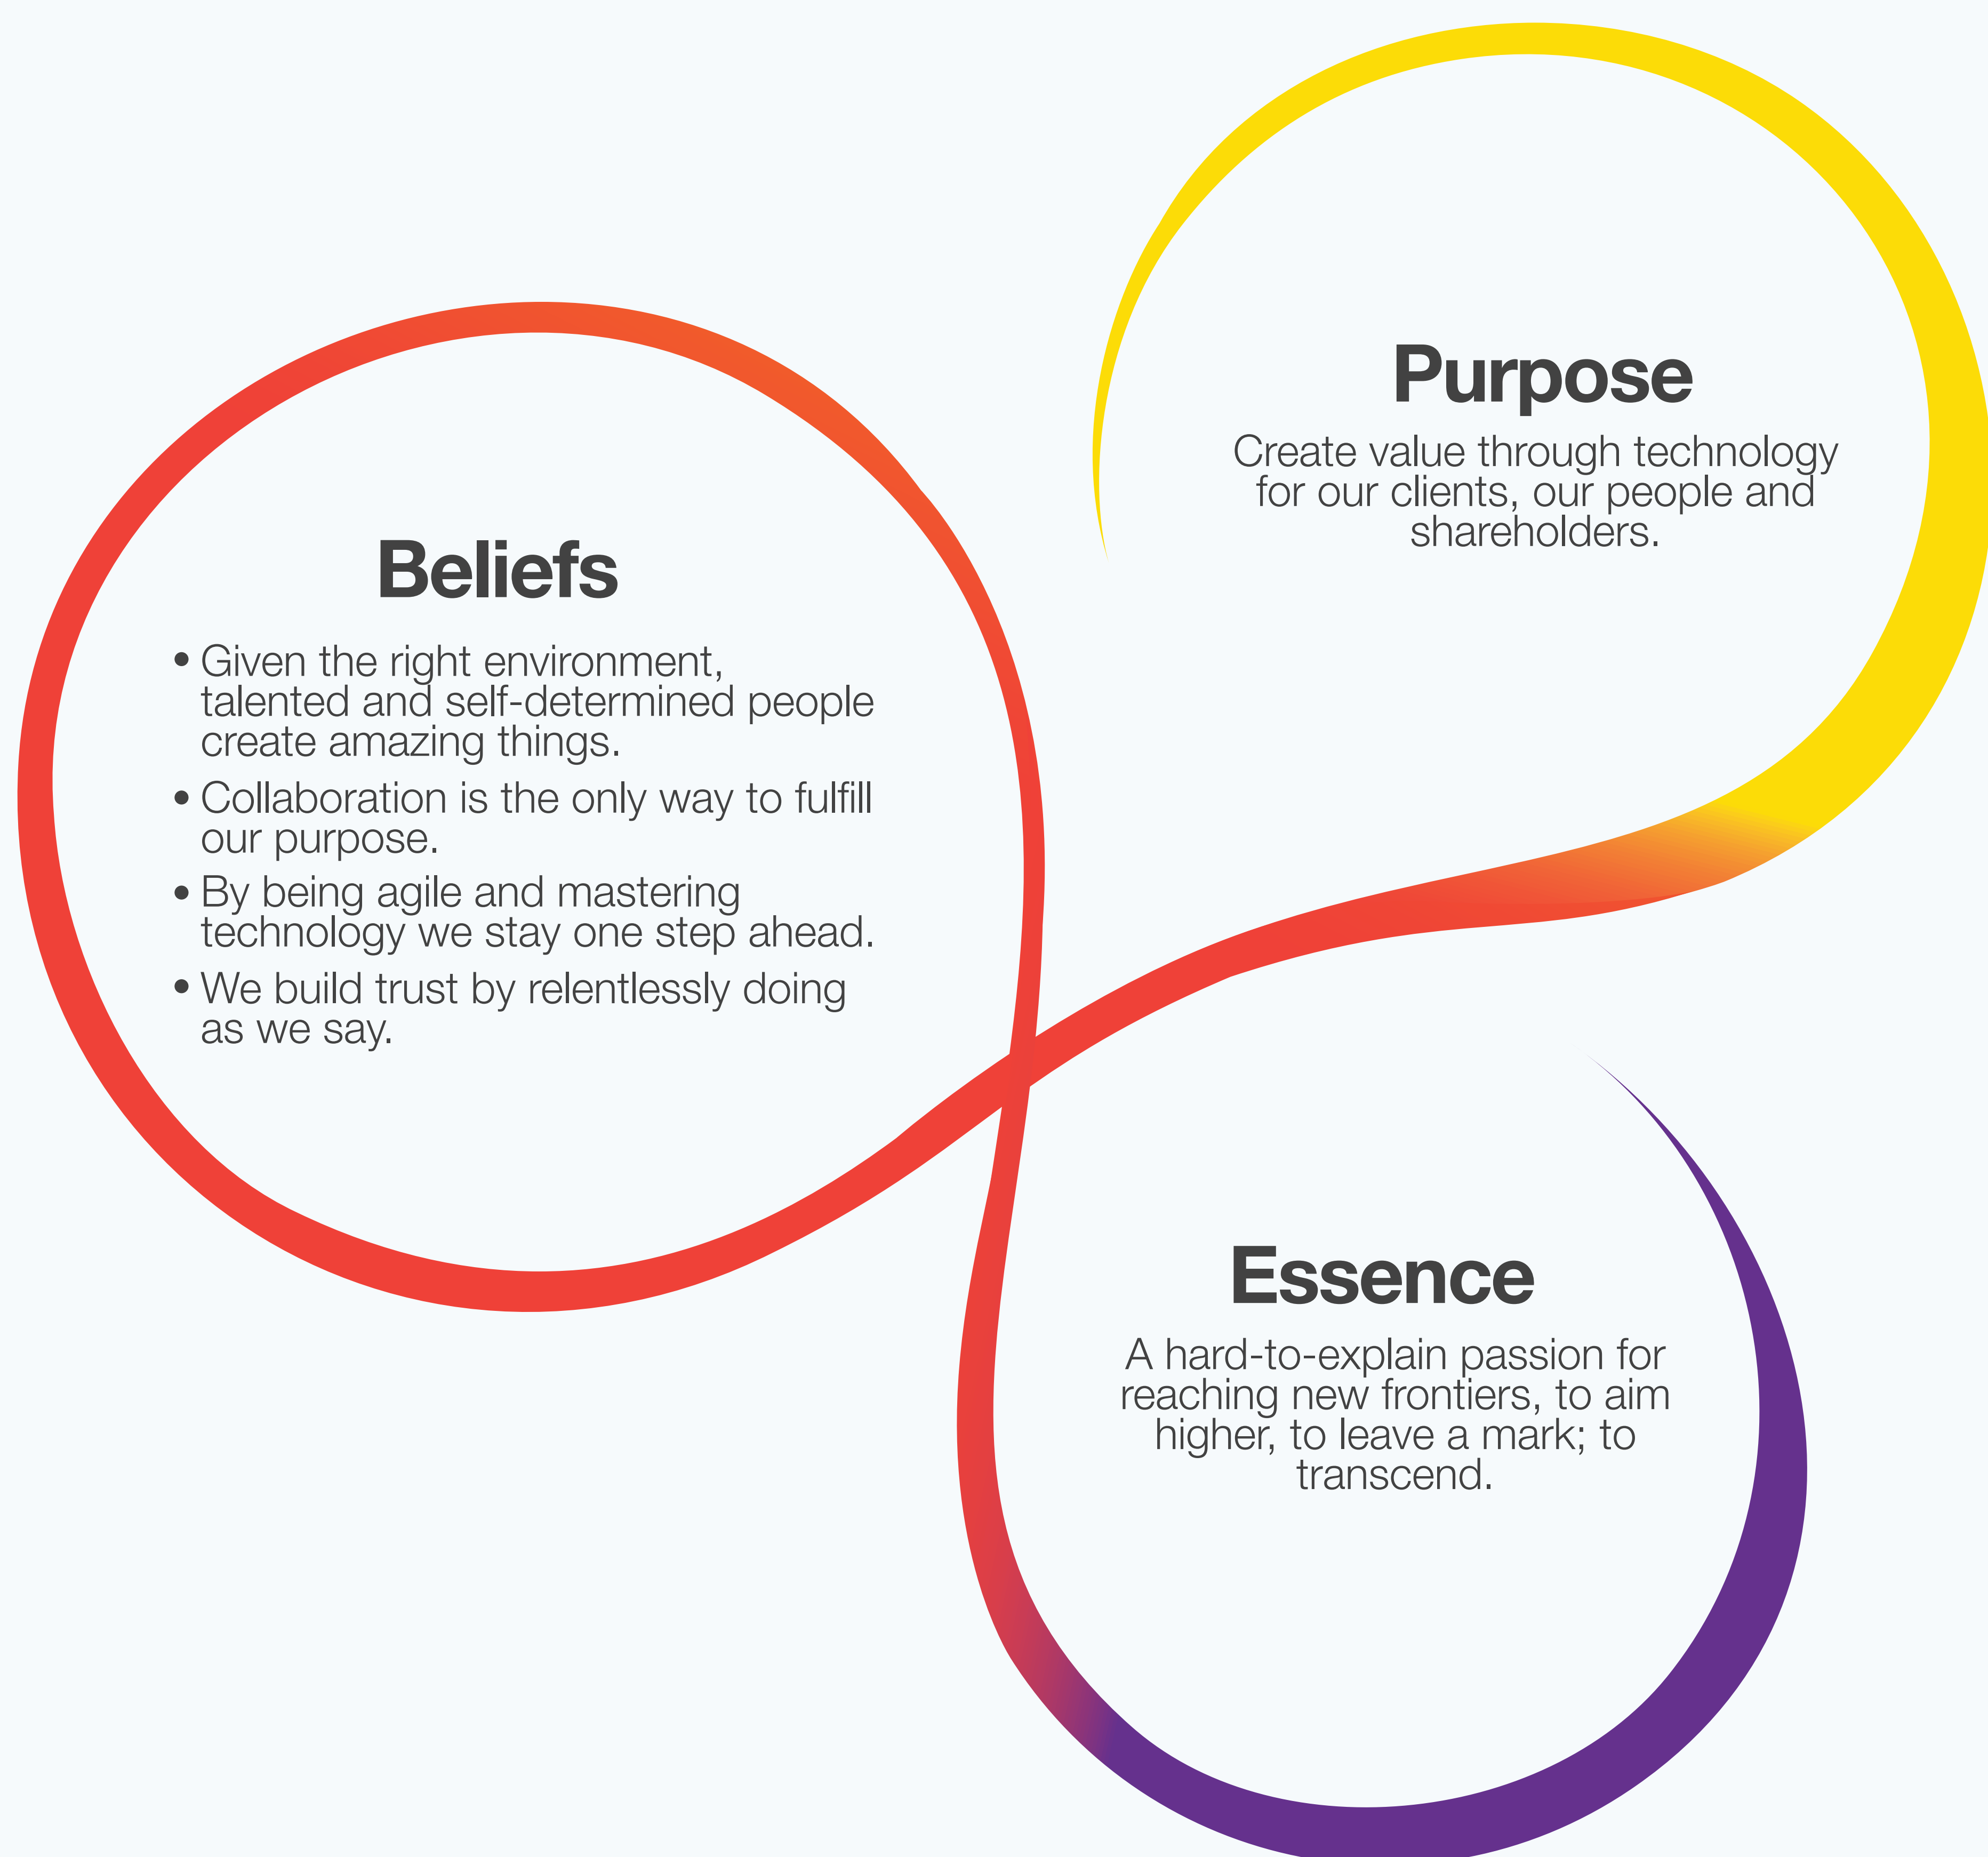 Purpose
Create value through technology
for our clients, our people and
shareholders.
Beliefs
• Given the right environment,
talented and self-determined people
create amazing things.
• Collaboration is the only way to fulfill
our purpose.
• By being agile and mastering
technology we stay one step ahead.
• We build trust by relentlessly doing
as we say.
Essence
A hard-to-explain passion for
reaching new frontiers, to aim
higher, to leave a mark; to
transcend.